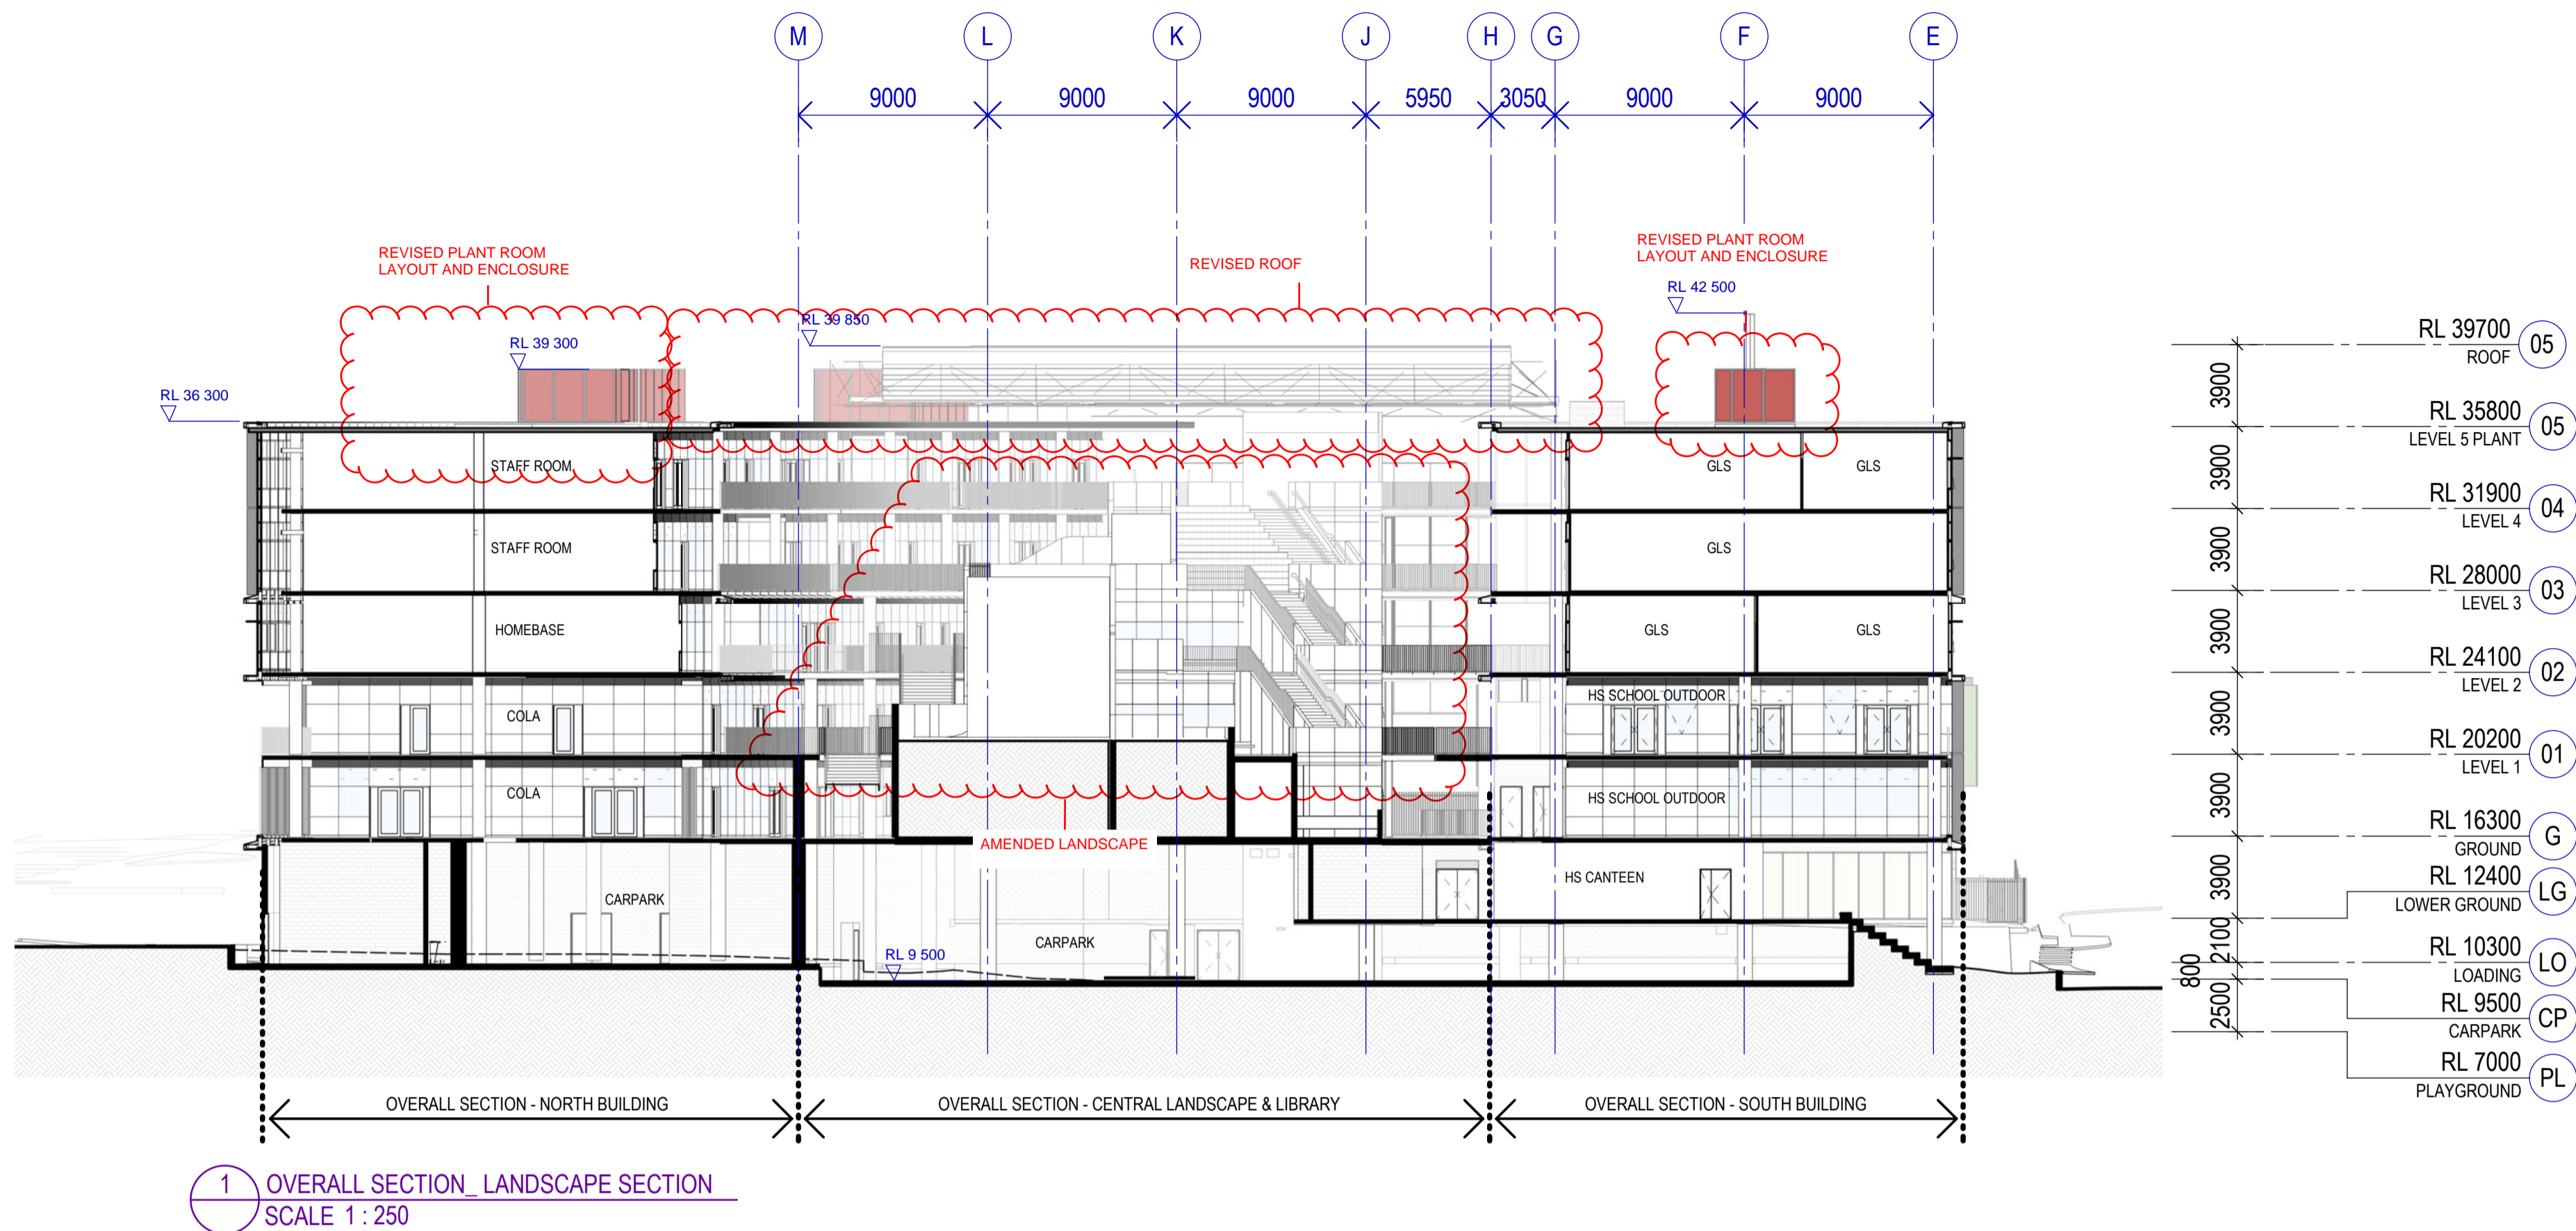 M L K J H G F E
9000 9000 9000 5950 3050 9000 9000
REVISED PLANT ROOM
LAYOUT AND ENCLOSURE
REVISED ROOF
REVISED PLANT ROOM
LAYOUT AND ENCLOSURE
RL 42 500
RL 39 850
RL 39 300
RL 36 300
STAFF ROOM
GLS GLS
STAFF ROOM
GLS
HOMEBASE
GLS GLS
COLA
HS SCHOOL OUTDOOR
COLA
HS SCHOOL OUTDOOR
AMENDED LANDSCAPE
CARPARK
HS CANTEEN
CARPARK
RL 9 500
3900
3900
3900
3900
3900
3900
3900
2100
800
2500
RL 39700
ROOF
05
RL 35800
LEVEL 5 PLANT
05
RL 31900
LEVEL 4
04
RL 28000
LEVEL 3
03
RL 24100
LEVEL 2
02
RL 20200
LEVEL 1
01
RL 16300
GROUND
G
RL 12400
LOWER GROUND
LG
RL 10300
LOADING
LO
RL 9500
CARPARK
CP
RL 7000
PLAYGROUND
PL
OVERALL SECTION - NORTH BUILDING
OVERALL SECTION - CENTRAL LANDSCAPE & LIBRARY
OVERALL SECTION - SOUTH BUILDING
1
OVERALL SECTION_ LANDSCAPE SECTION
SCALE 1 : 250